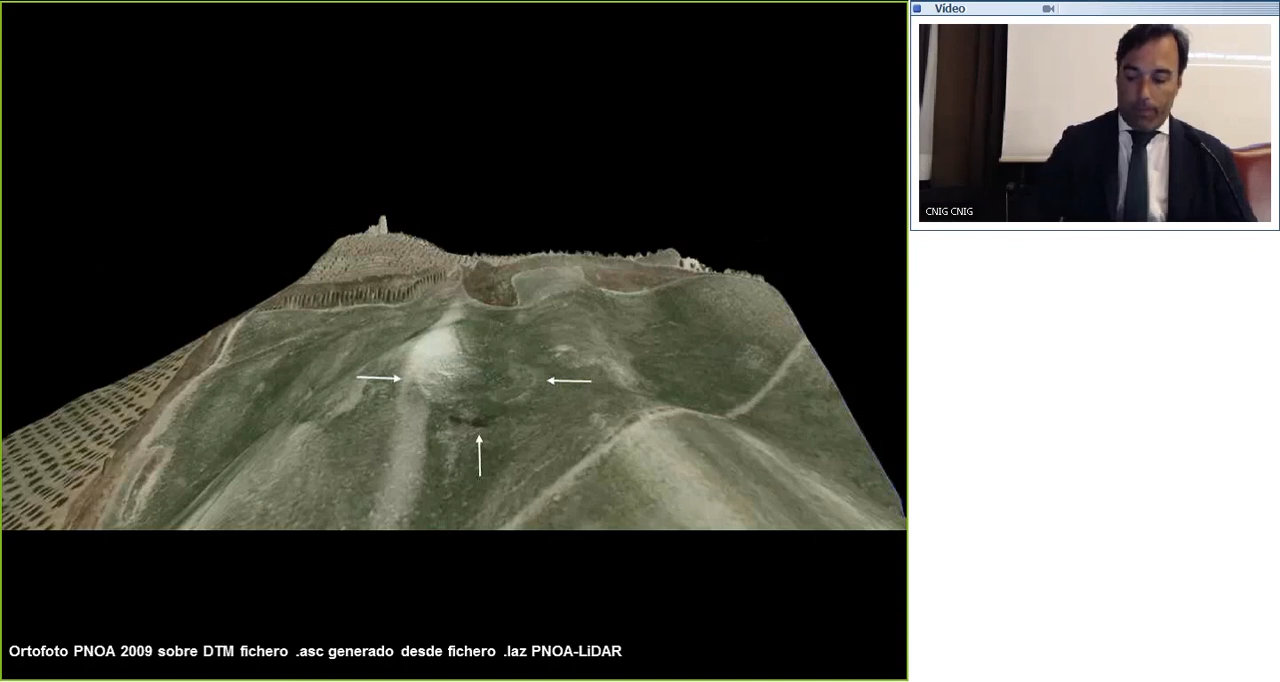 Vídeo
CNIG CNIG
Ortofoto PNOA 2009 sobre DTM fichero .asc generado desde fichero .laz PNOA-LiDAR